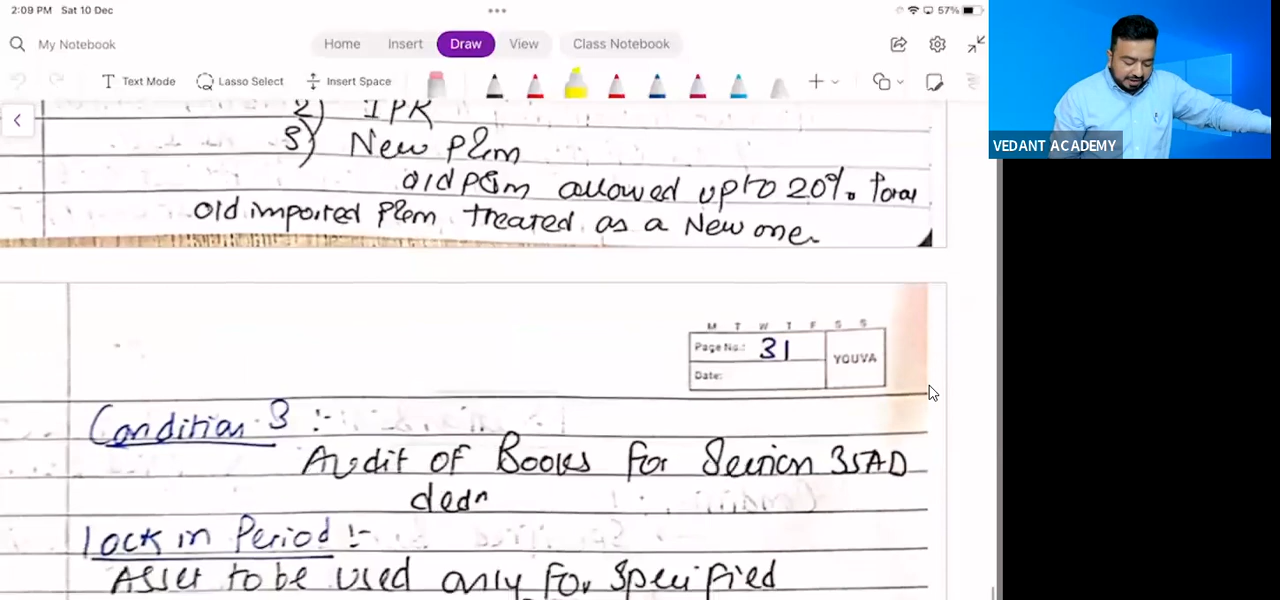 2:09 PM Sat 10 Dec
57%
My Notebook
Home Insert Draw View Class Notebook
Text Mode Lasso Select Insert Space
VEDANT ACADEMY
2) IPR
3) New P&m
old P&m allowed upto 20% Total
old imported P&m treated as a New one
M T W T F S S
Page No.: 31
YOUVA
Date:
Condition 3 :-
Audit of Books for Section 35AD
dedn
Lock in Period :-
Asset to be used only for specified